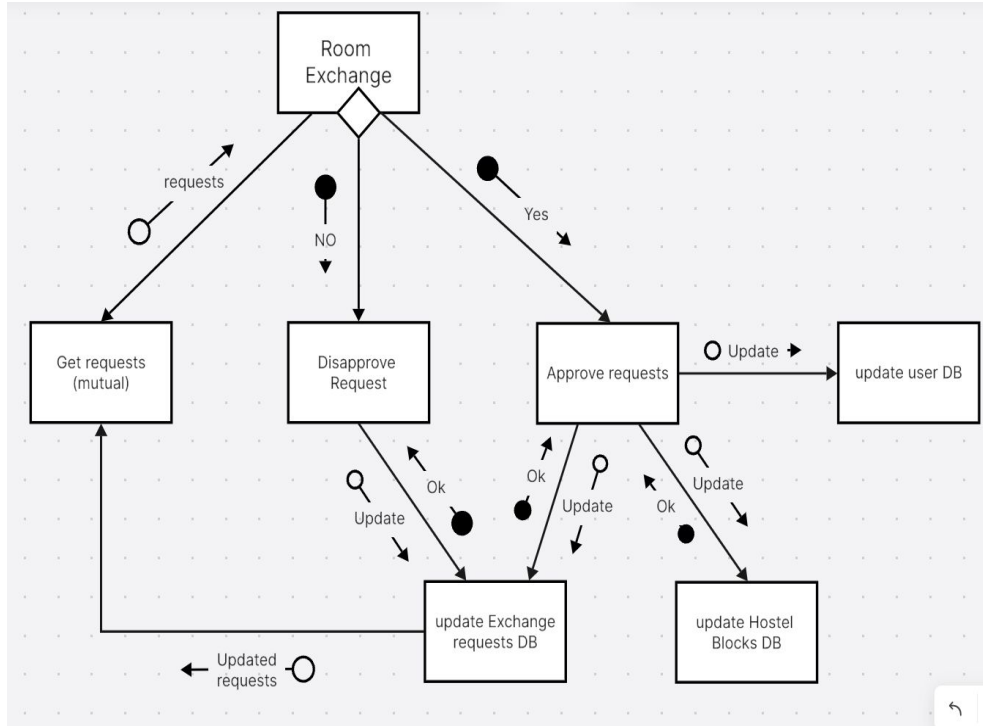 Room
Exchange
requests
NO
Yes
Get requests
(mutual)
Disapprove
Request
Approve requests
Update
update user DB
Ok
Update
Ok
Update
Ok
Update
update Exchange
requests DB
update Hostel
Blocks DB
Updated
requests